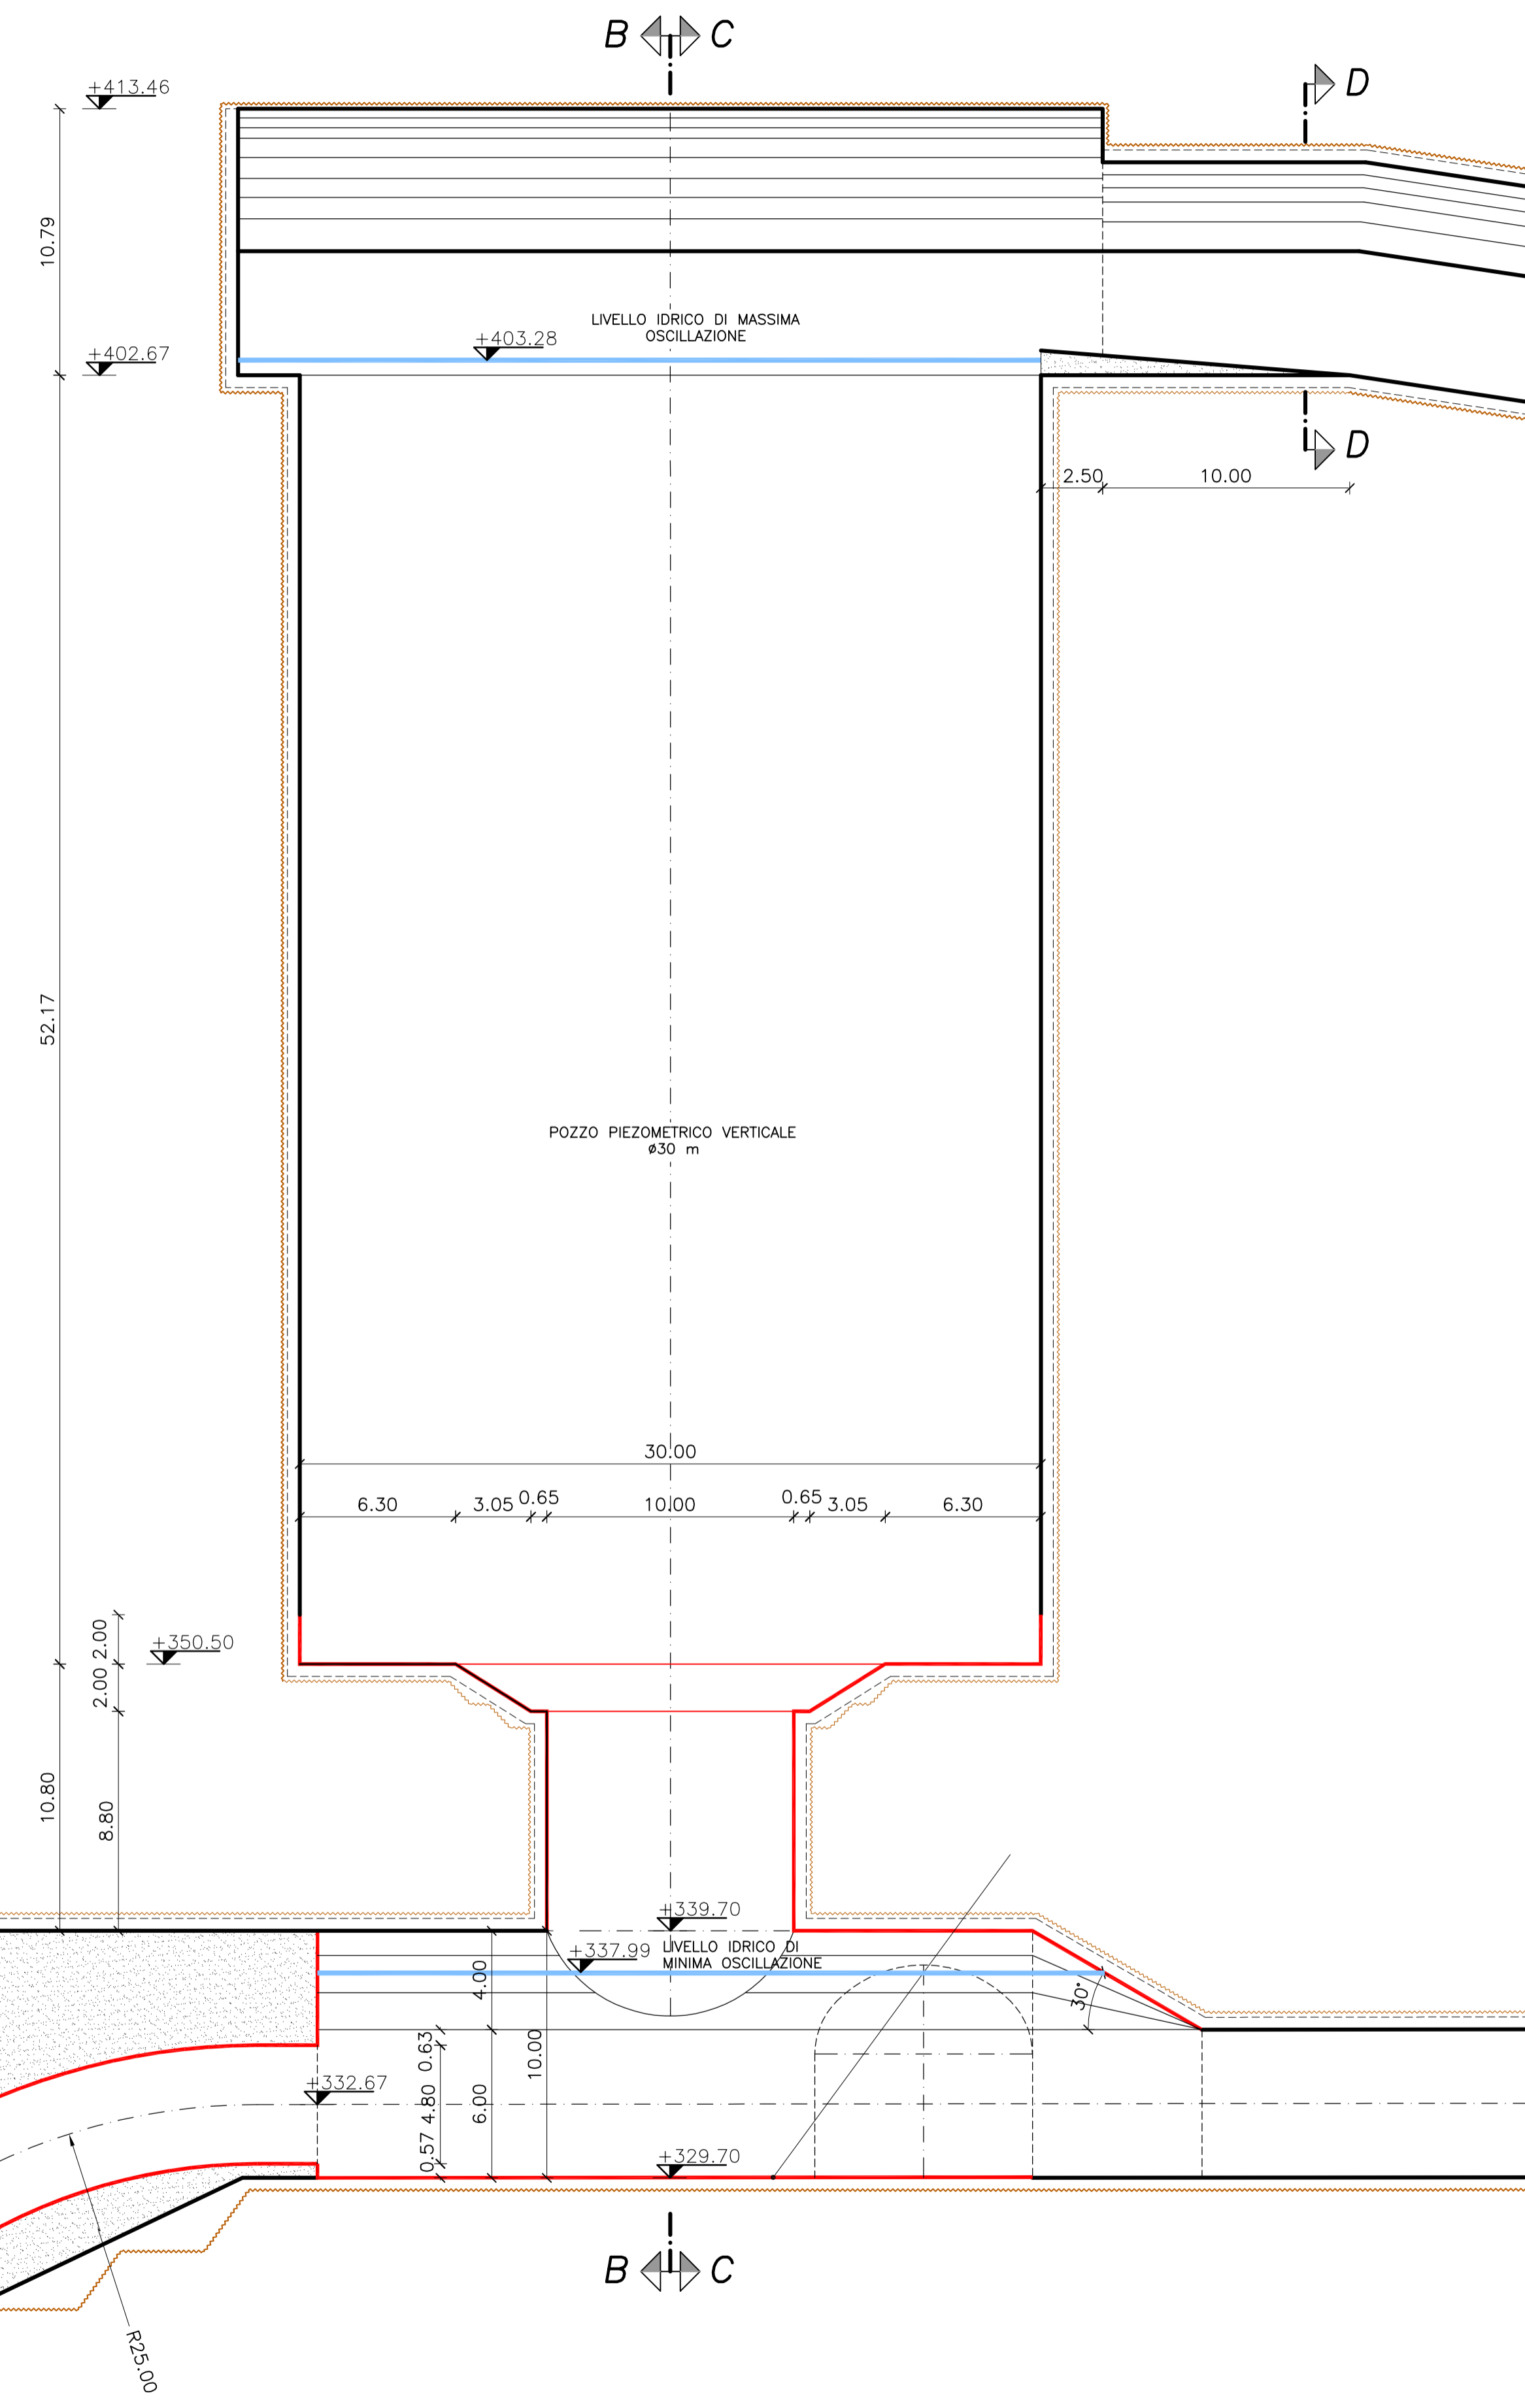 B C
D
+413.46
10.79
LIVELLO IDRICO DI MASSIMA
OSCILLAZIONE
+403.28
+402.67
D
2.50 10.00
52.17
POZZO PIEZOMETRICO VERTICALE
ø30 m
30.00
6.30 3.05 0.65 10.00 0.65 3.05 6.30
2.00
+350.50
2.00
10.80
8.80
+339.70
LIVELLO IDRICO DI
MINIMA OSCILLAZIONE
+337.99
4.00
30°
0.63
10.00
+332.67
4.80
6.00
0.57
+329.70
B C
R25.00